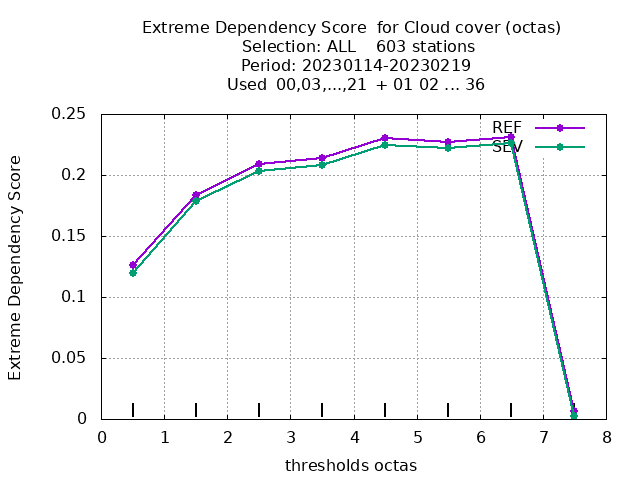 Extreme Dependency Score  for Cloud cover (octas)
Selection: ALL    603 stations
Period: 20230114-20230219
Used  00,03,...,21  + 01 02 ... 36
REF
SEV
0.25
0.2
0.15
0.1
0.05
0
Extreme Dependency Score
0 1 2 3 4 5 6 7 8
thresholds octas